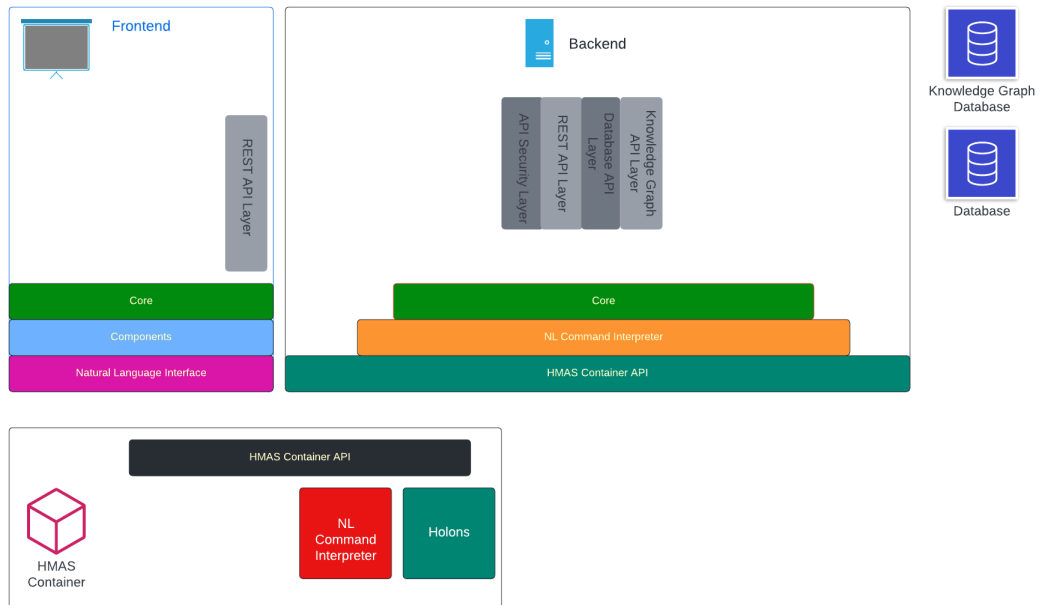 Frontend
REST API Layer
Core
Components
Natural Language Interface
Backend
API Security Layer
REST API Layer
Database API
Layer
Knowledge Graph
API Layer
Core
NL Command Interpreter
HMAS Container API
Knowledge Graph
Database
Database
HMAS Container API
HMAS
Container
NL
Command
Interpreter
Holons